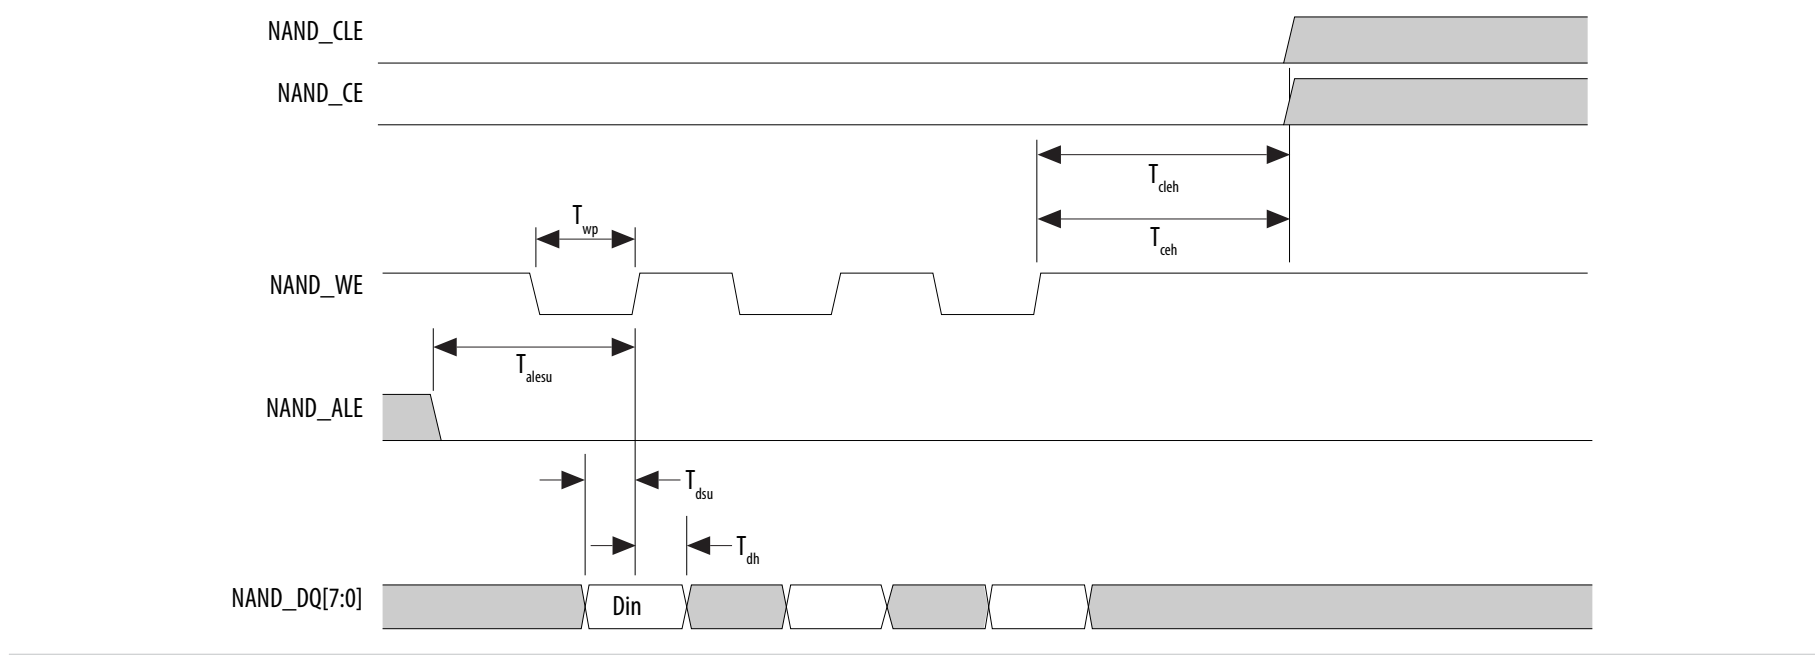 NAND_CLE
NAND_CE
Tcleh
Twp
Tceh
NAND_WE
Talesu
NAND_ALE
Tdsu
Tdh
NAND_DQ[7:0]
Din